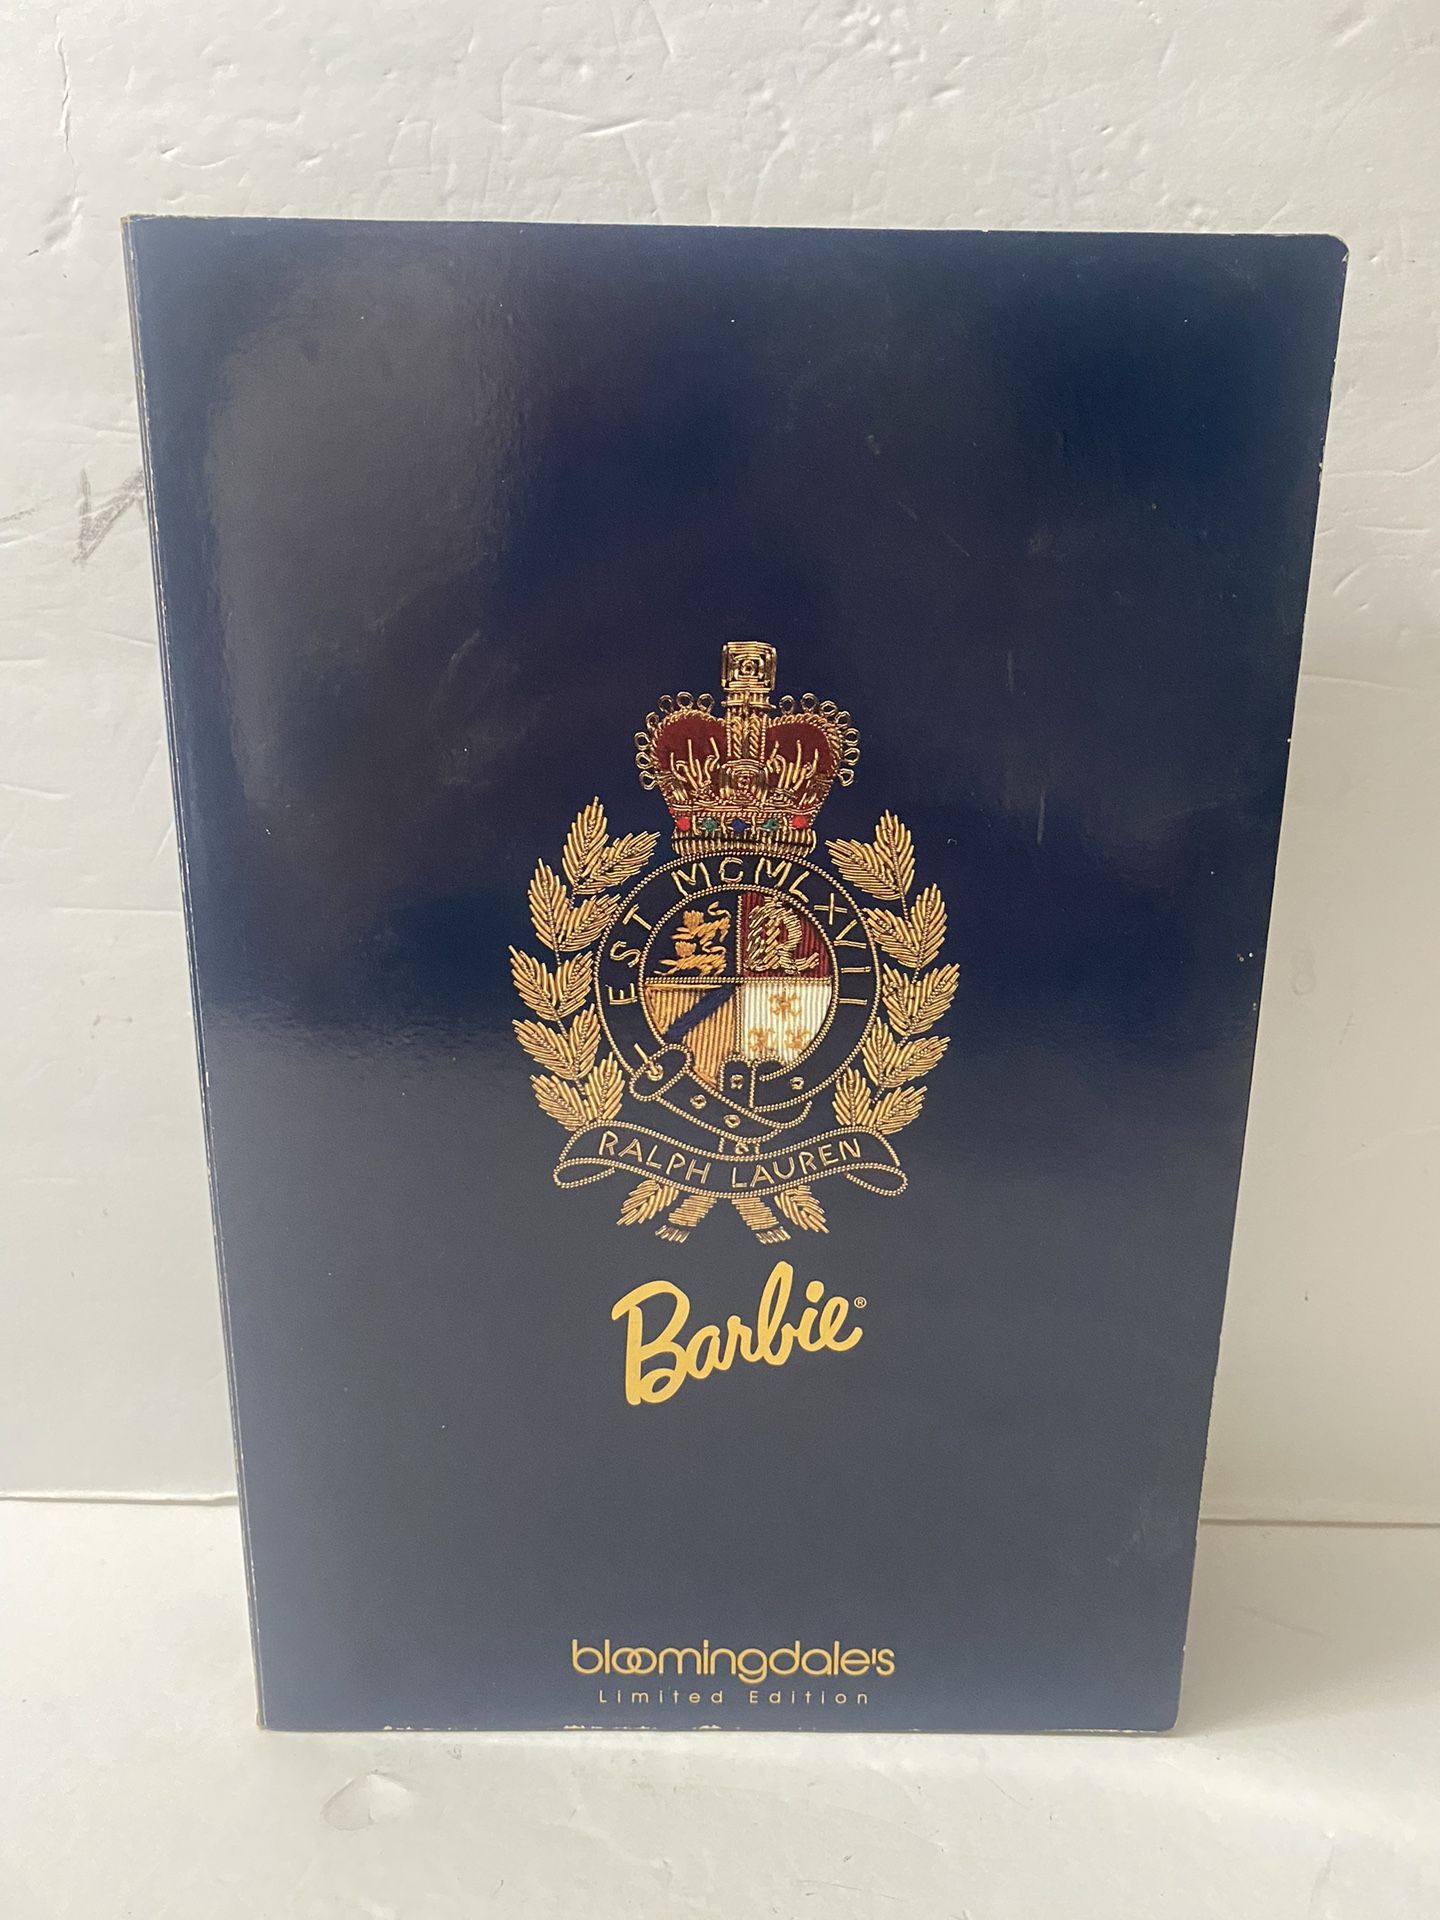 EST MCMLXVII
R
RALPH LAUREN
Barbie®
bloomingdale's
Limited Edition